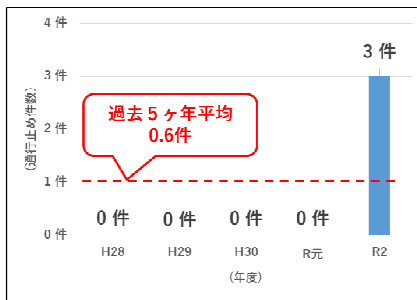 4 件
3 件
2 件
1 件
0 件
(通行止め件数)
過去５ヶ年平均
0.6件
0 件
0 件
0 件
0 件
3 件
H28
H29
H30
R元
R2
(年度)